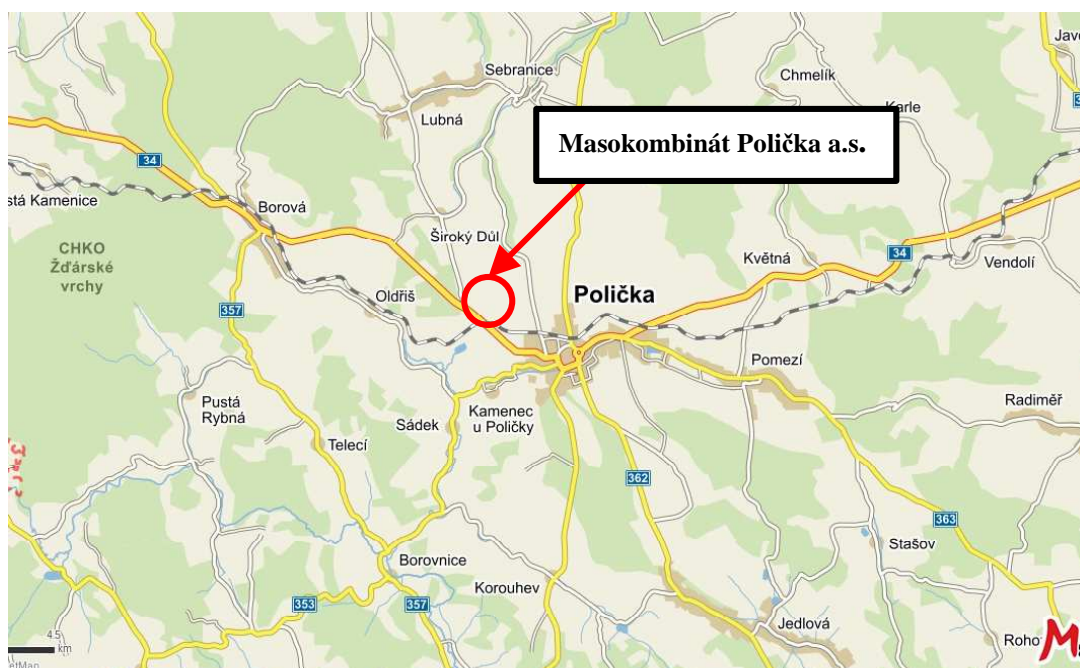 Javo
Sebranice
Chmelík
Karle
Lubná
Masokombinát Polička a.s.
34
stá Kamenice
Borová
CHKO
Žďárské
vrchy
Široký Důl
Květná
34
Vendolí
Oldřiš
Polička
357
Pomezí
Pustá
Rybná
Radiměř
Kamenec
u Poličky
Sádek
Telecí
362
363
Stašov
Borovnice
Korouhev
353
357
Jedlová
4.5
km
Roho
M